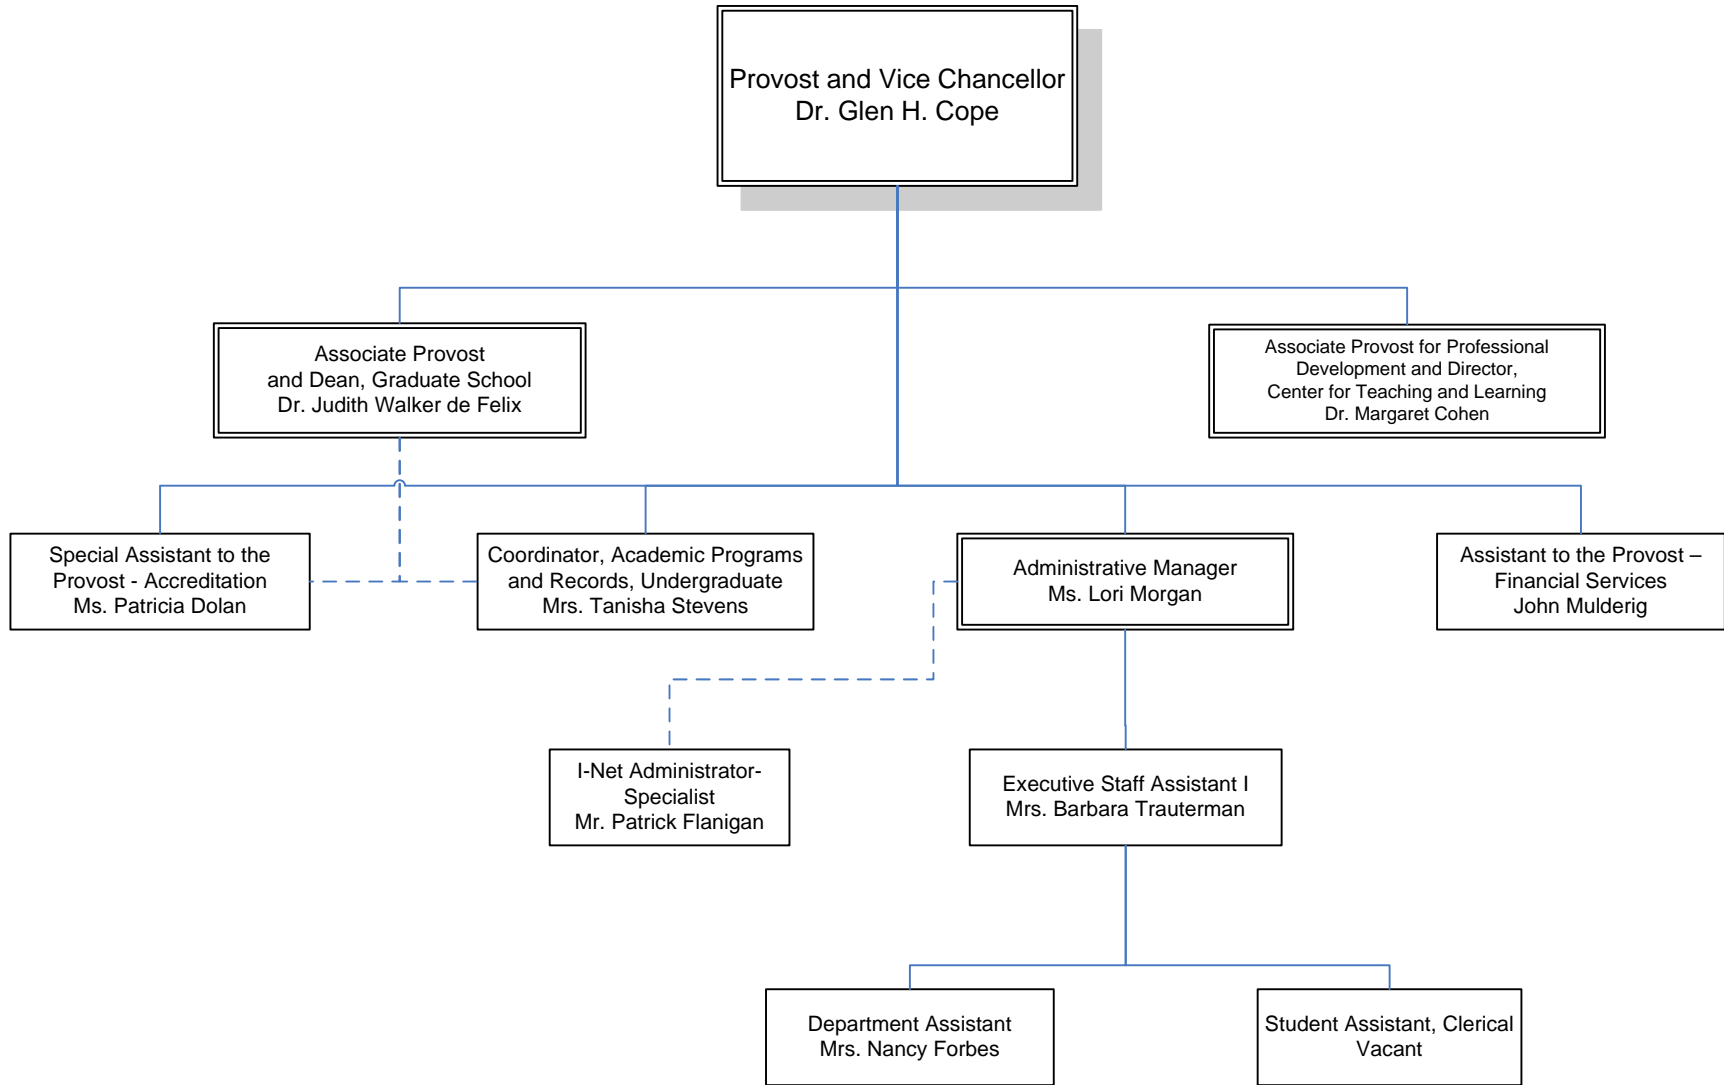 Provost and Vice Chancellor
Dr. Glen H. Cope
Associate Provost
and Dean, Graduate School
Dr. Judith Walker de Felix
Associate Provost for Professional
Development and Director,
Center for Teaching and Learning
Dr. Margaret Cohen
Special Assistant to the
Provost - Accreditation
Ms. Patricia Dolan
Coordinator, Academic Programs
and Records, Undergraduate
Mrs. Tanisha Stevens
Administrative Manager
Ms. Lori Morgan
Assistant to the Provost –
Financial Services
John Mulderig
I-Net Administrator-
Specialist
Mr. Patrick Flanigan
Executive Staff Assistant I
Mrs. Barbara Trauterman
Department Assistant
Mrs. Nancy Forbes
Student Assistant, Clerical
Vacant